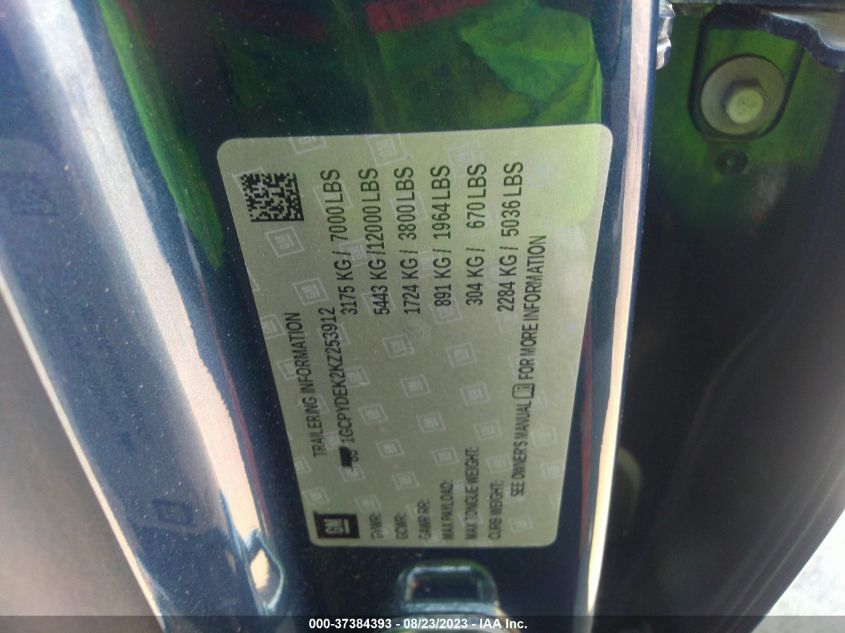 TRAILERING INFORMATION
1GCPYDEK2KZ253912
GVWR: 3175 KG / 7000 LBS
GCWR: 5443 KG /12000 LBS
GAWR RR: 1724 KG / 3800 LBS
MAX PAYLOAD: 891 KG / 1964 LBS
MAX TONGUE WEIGHT: 304 KG / 670 LBS
CURB WEIGHT: 2284 KG / 5036 LBS
SEE OWNER'S MANUAL FOR MORE INFORMATION
GM
000-37384393 - 08/23/2023 - IAA Inc.